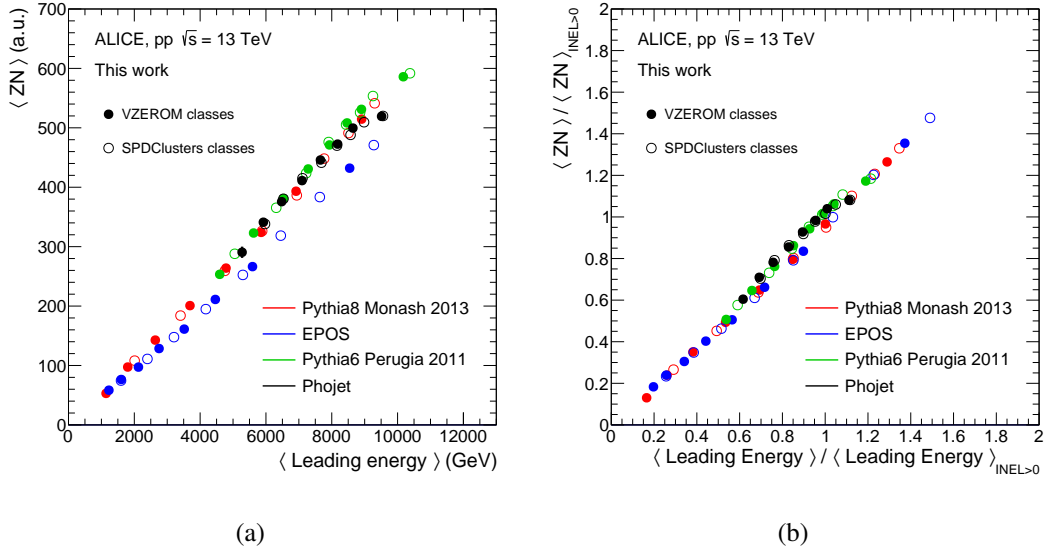 ⟨ ZN ⟩ (a.u.)
700
600
500
400
300
200
100
0
ALICE, pp √s = 13 TeV
This work
VZEROM classes
SPDClusters classes
Pythia8 Monash 2013
EPOS
Pythia6 Perugia 2011
Phojet
0 2000 4000 6000 8000 10000 12000
⟨ Leading energy ⟩ (GeV)
(a)
⟨ ZN ⟩ / ⟨ ZN ⟩INEL>0
2
1.8
1.6
1.4
1.2
1
0.8
0.6
0.4
0.2
0
ALICE, pp √s = 13 TeV
This work
VZEROM classes
SPDClusters classes
Pythia8 Monash 2013
EPOS
Pythia6 Perugia 2011
Phojet
0 0.2 0.4 0.6 0.8 1 1.2 1.4 1.6 1.8 2
⟨ Leading Energy ⟩ / ⟨ Leading Energy ⟩INEL>0
(b)